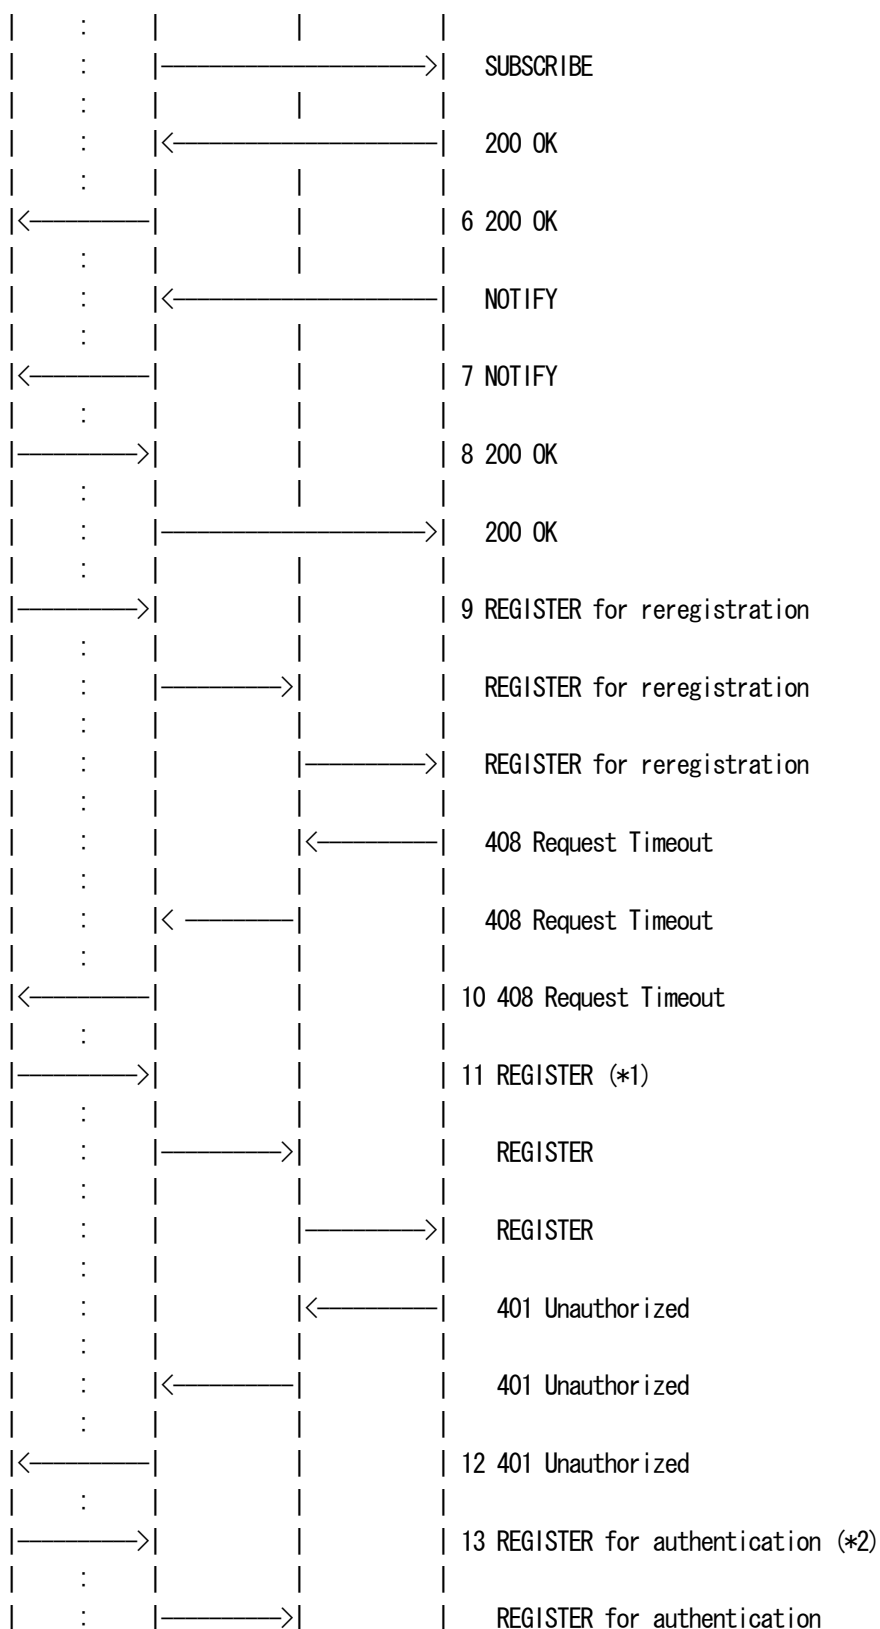 SUBSCRIBE
200 OK
6 200 OK
NOTIFY
7 NOTIFY
8 200 OK
200 OK
9 REGISTER for reregistration
REGISTER for reregistration
REGISTER for reregistration
408 Request Timeout
408 Request Timeout
10 408 Request Timeout
11 REGISTER (*1)
REGISTER
REGISTER
401 Unauthorized
401 Unauthorized
12 401 Unauthorized
13 REGISTER for authentication (*2)
REGISTER for authentication